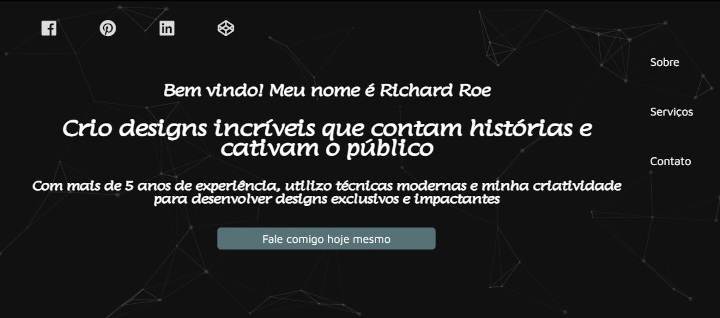 Sobre
Bem vindo! Meu nome é Richard Roe
Serviços
Crio designs incríveis que contam histórias e
cativam o público
Contato
Com mais de 5 anos de experiência, utilizo técnicas modernas e minha criatividade
para desenvolver designs exclusivos e impactantes
Fale comigo hoje mesmo